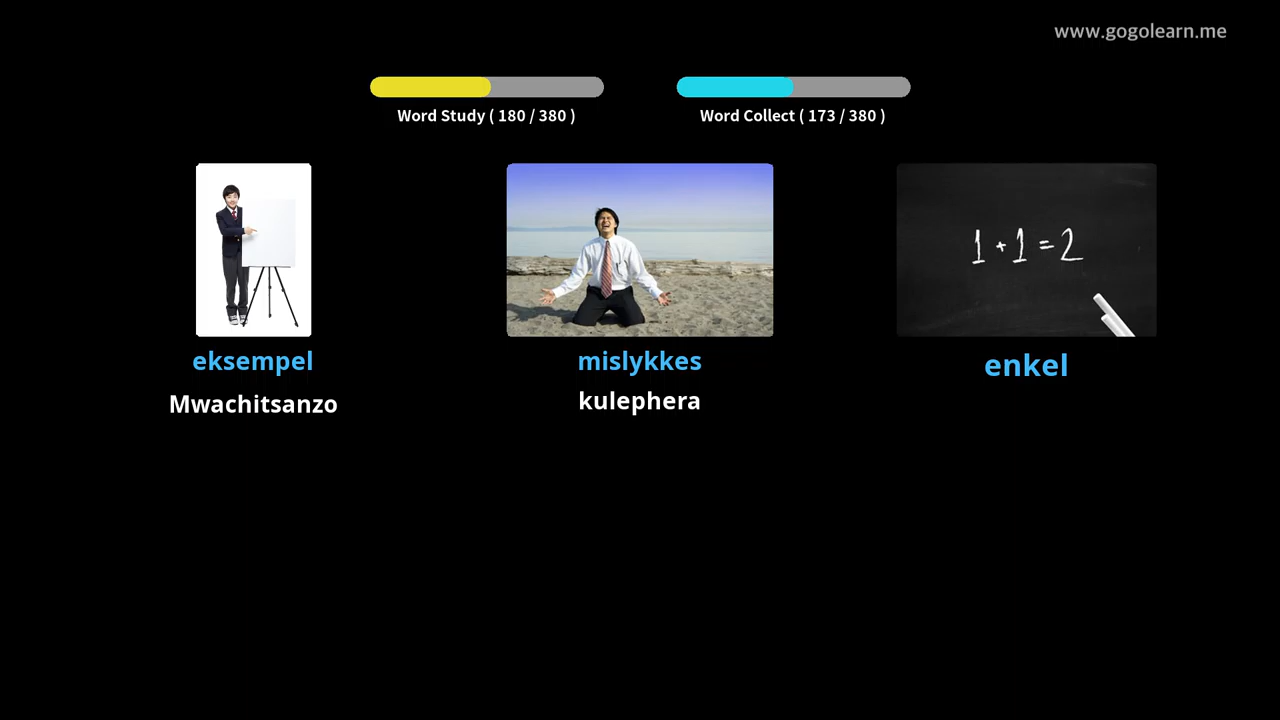 www.gogolearn.me
Word Study ( 180 / 380 )
Word Collect ( 173 / 380 )
1 + 1 = 2
eksempel
mislykkes
enkel
Mwachitsanzo
kulephera